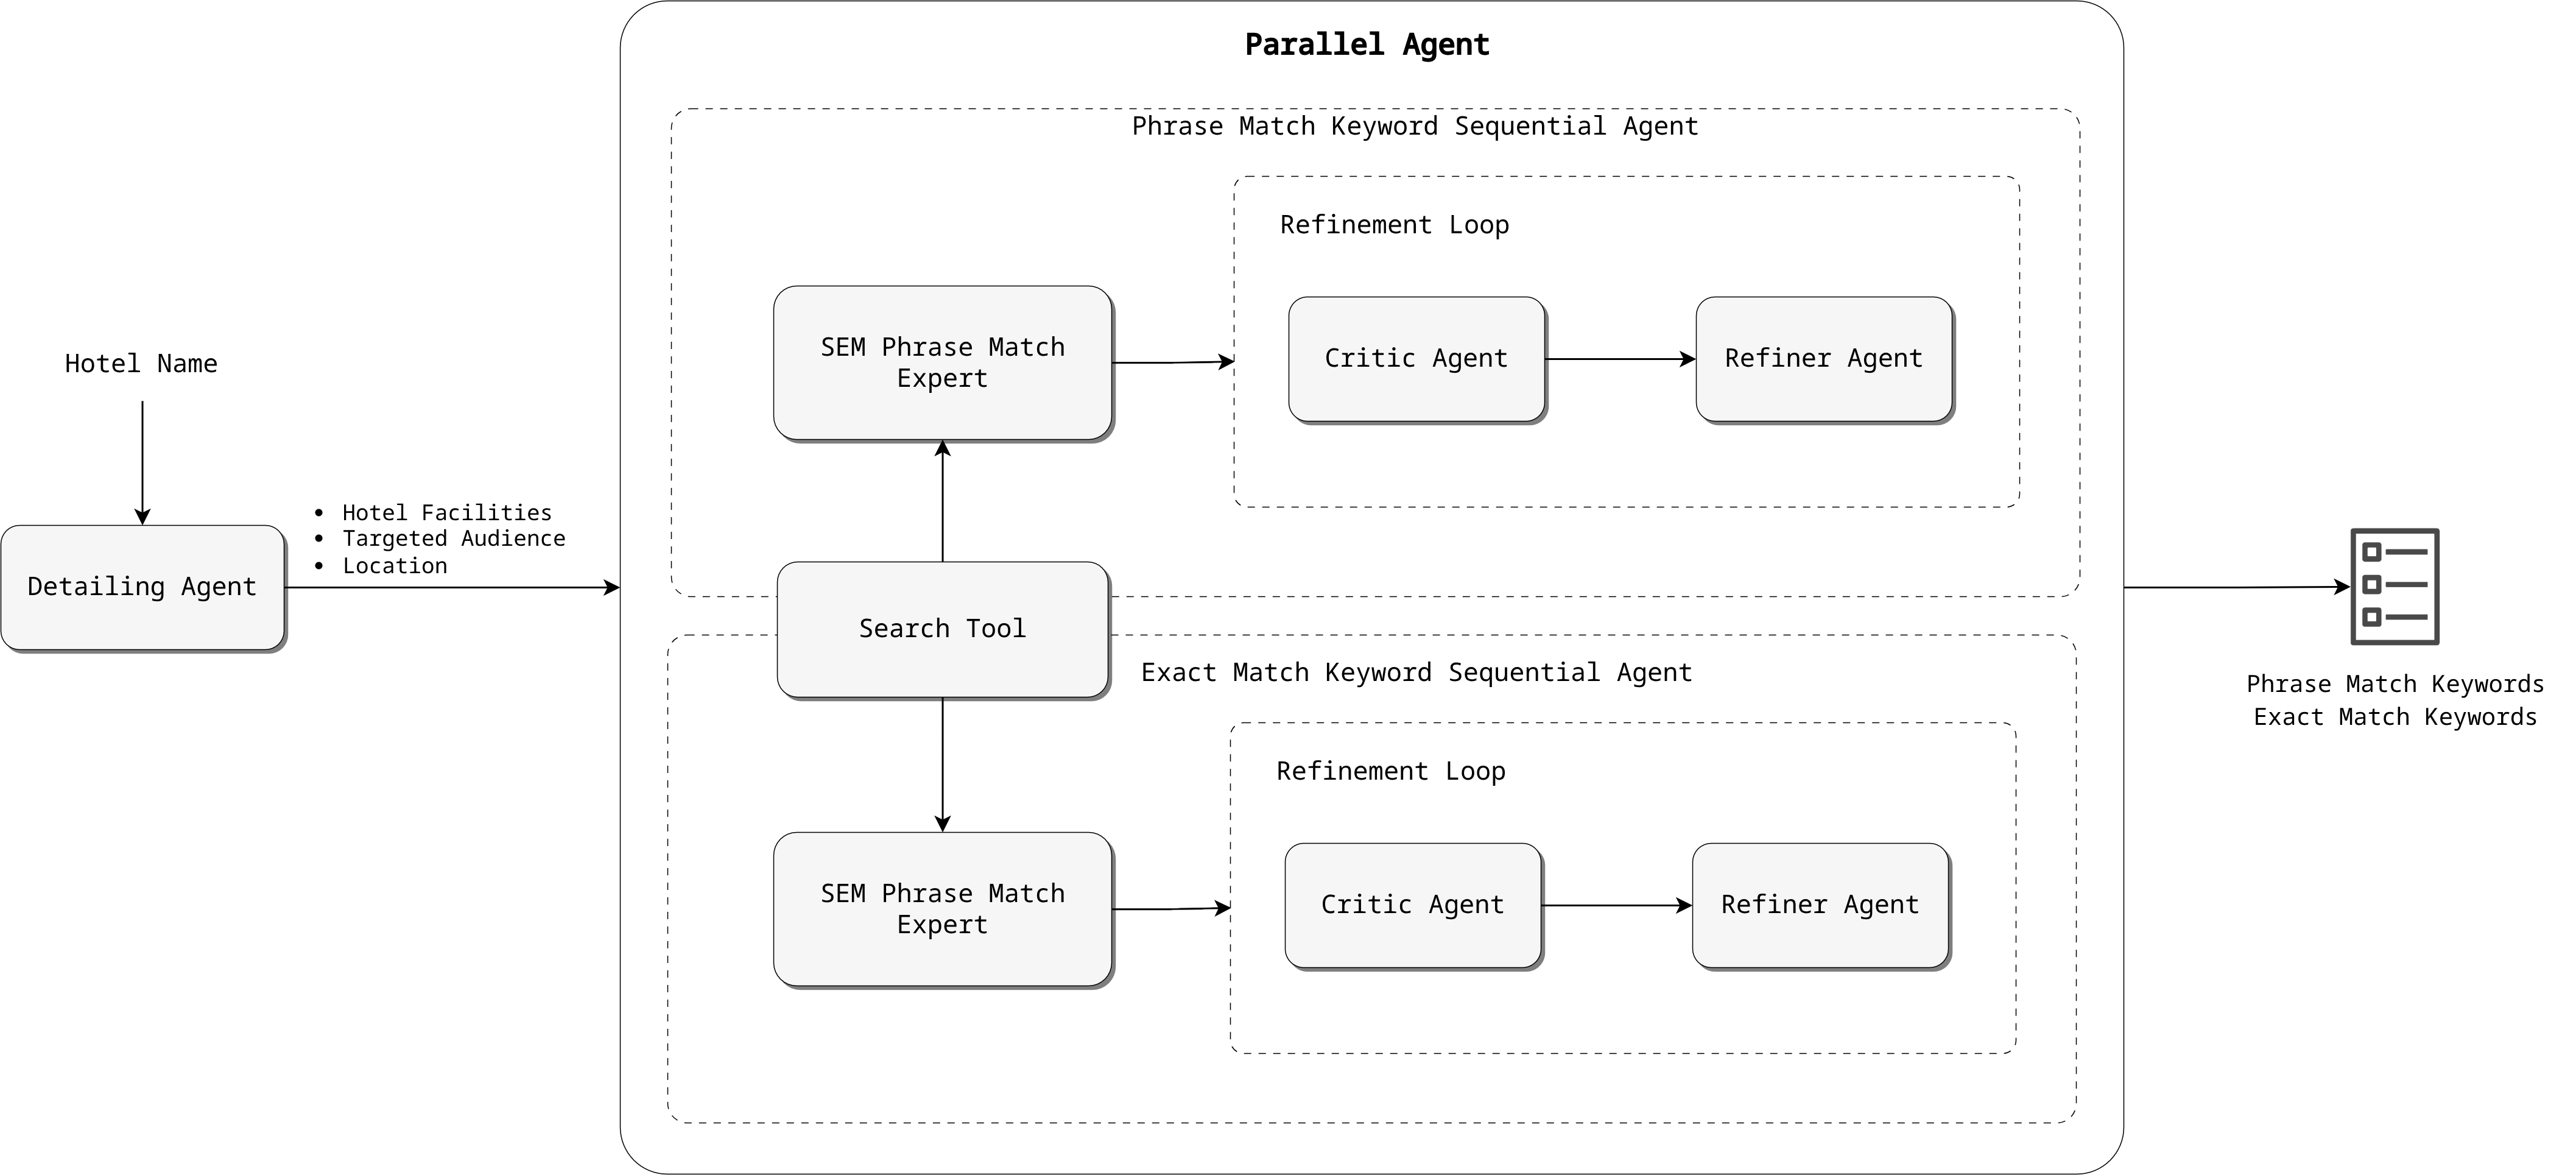 Parallel Agent
Phrase Match Keyword Sequential Agent
Refinement Loop
SEM Phrase Match
Expert
Critic Agent
Refiner Agent
Hotel Name
• Hotel Facilities
• Targeted Audience
• Location
Detailing Agent
Search Tool
Exact Match Keyword Sequential Agent
Refinement Loop
SEM Phrase Match
Expert
Critic Agent
Refiner Agent
Phrase Match Keywords
Exact Match Keywords